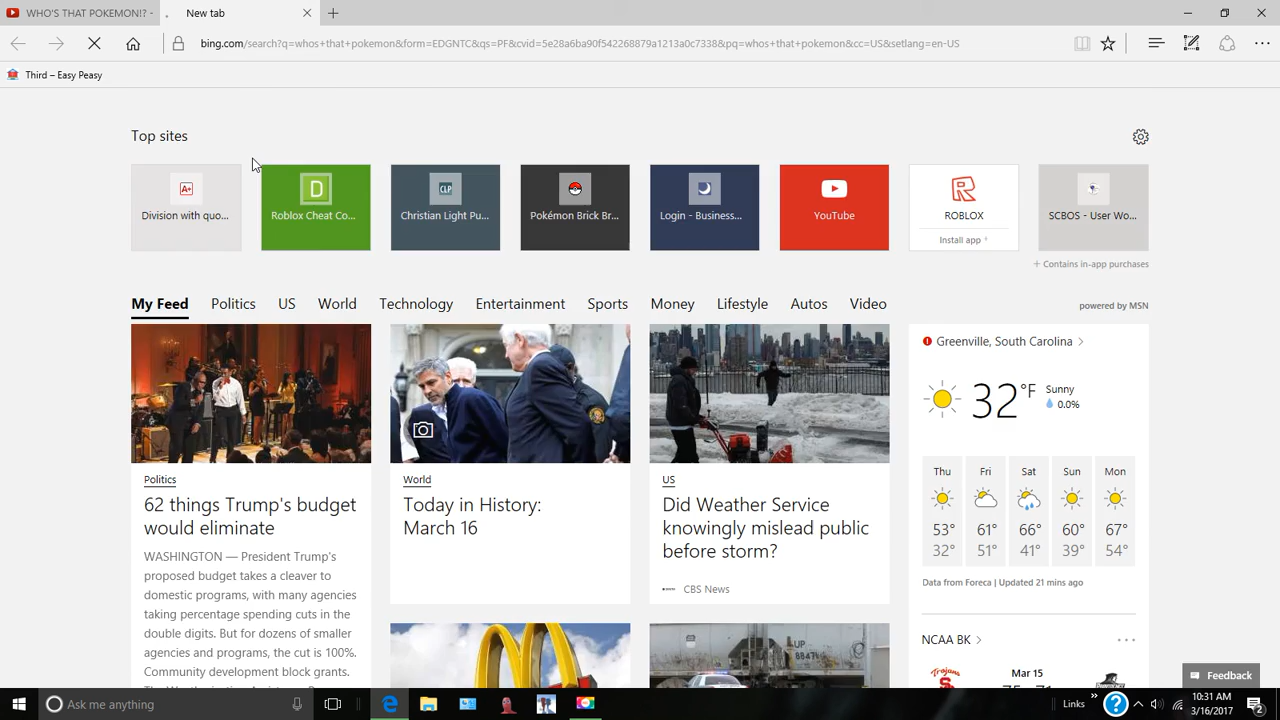 WHO'S THAT POKEMON!? -
New tab
bing.com/search?q=whos+that+pokemon&form=EDGNTC&qs=PF&cvid=5e28a6ba90f542268879a1213a0c7338&pq=whos+that+pokemon&cc=US&setlang=en-US
Third – Easy Peasy
Top sites
A+
D
CLP
Division with quo...
Roblox Cheat Co...
Christian Light Pu...
Pokémon Brick Br...
Login - Business...
YouTube
ROBLOX
SCBOS - User Wo...
Install app +
+ Contains in-app purchases
My Feed Politics US World Technology Entertainment Sports Money Lifestyle Autos Video
powered by MSN
Politics
62 things Trump's budget
would eliminate
WASHINGTON — President Trump's
proposed budget takes a cleaver to
domestic programs, with many agencies
taking percentage spending cuts in the
double digits. But for dozens of smaller
agencies and programs, the cut is 100%.
Community development block grants.
World
Today in History:
March 16
US
Did Weather Service
knowingly mislead public
before storm?
CBS News
Greenville, South Carolina
32°F
Sunny
0.0%
Thu Fri Sat Sun Mon
53° 61° 66° 60° 67°
32° 51° 41° 39° 54°
Data from Foreca | Updated 21 mins ago
NCAA BK
Trojans
Mar 15
Feedback
Ask me anything
Links
10:31 AM
3/16/2017
2